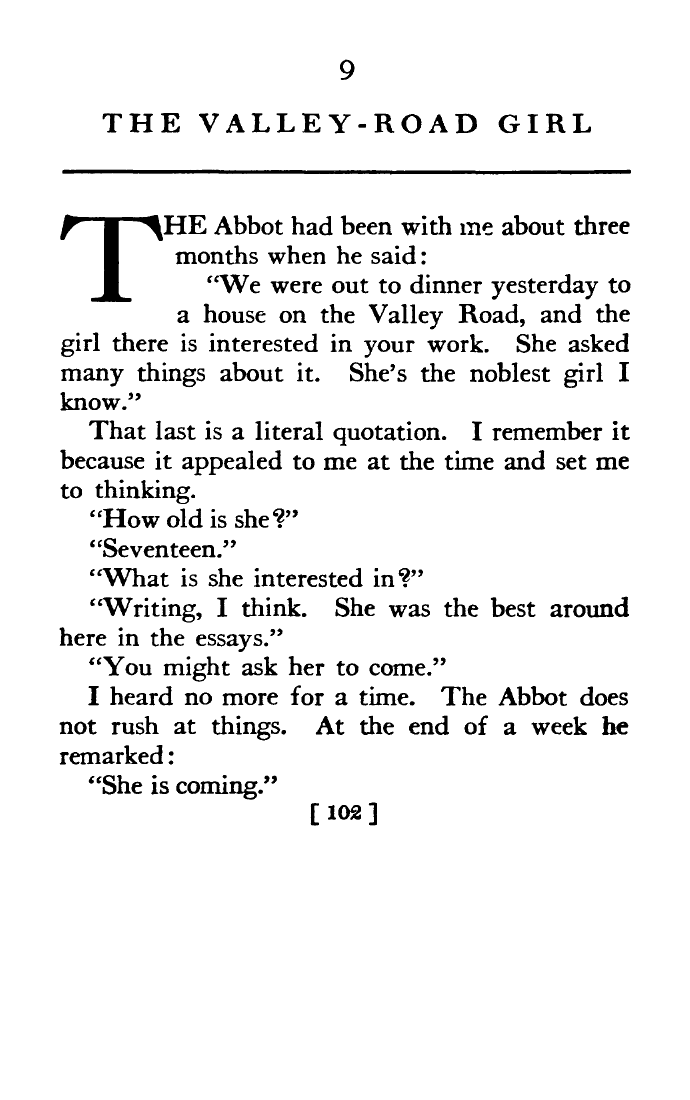 9
THE VALLEY-ROAD GIRL
THE Abbot had been with me about three
months when he said:
“We were out to dinner yesterday to
a house on the Valley Road, and the
girl there is interested in your work. She asked
many things about it. She’s the noblest girl I
know.”
That last is a literal quotation. I remember it
because it appealed to me at the time and set me
to thinking.
“How old is she?”
“Seventeen.”
“What is she interested in?”
“Writing, I think. She was the best around
here in the essays.”
“You might ask her to come.”
I heard no more for a time. The Abbot does
not rush at things. At the end of a week he
remarked:
“She is coming.”
[ 102 ]